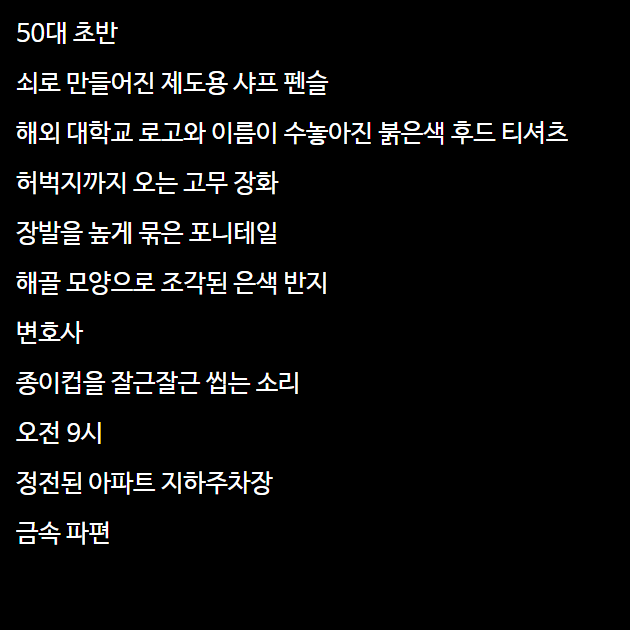 50대 초반
쇠로 만들어진 제도용 샤프 펜슬
해외 대학교 로고와 이름이 수놓아진 붉은색 후드 티셔츠
허벅지까지 오는 고무 장화
장발을 높게 묶은 포니테일
해골 모양으로 조각된 은색 반지
변호사
종이컵을 잘근잘근 씹는 소리
오전 9시
정전된 아파트 지하주차장
금속 파편